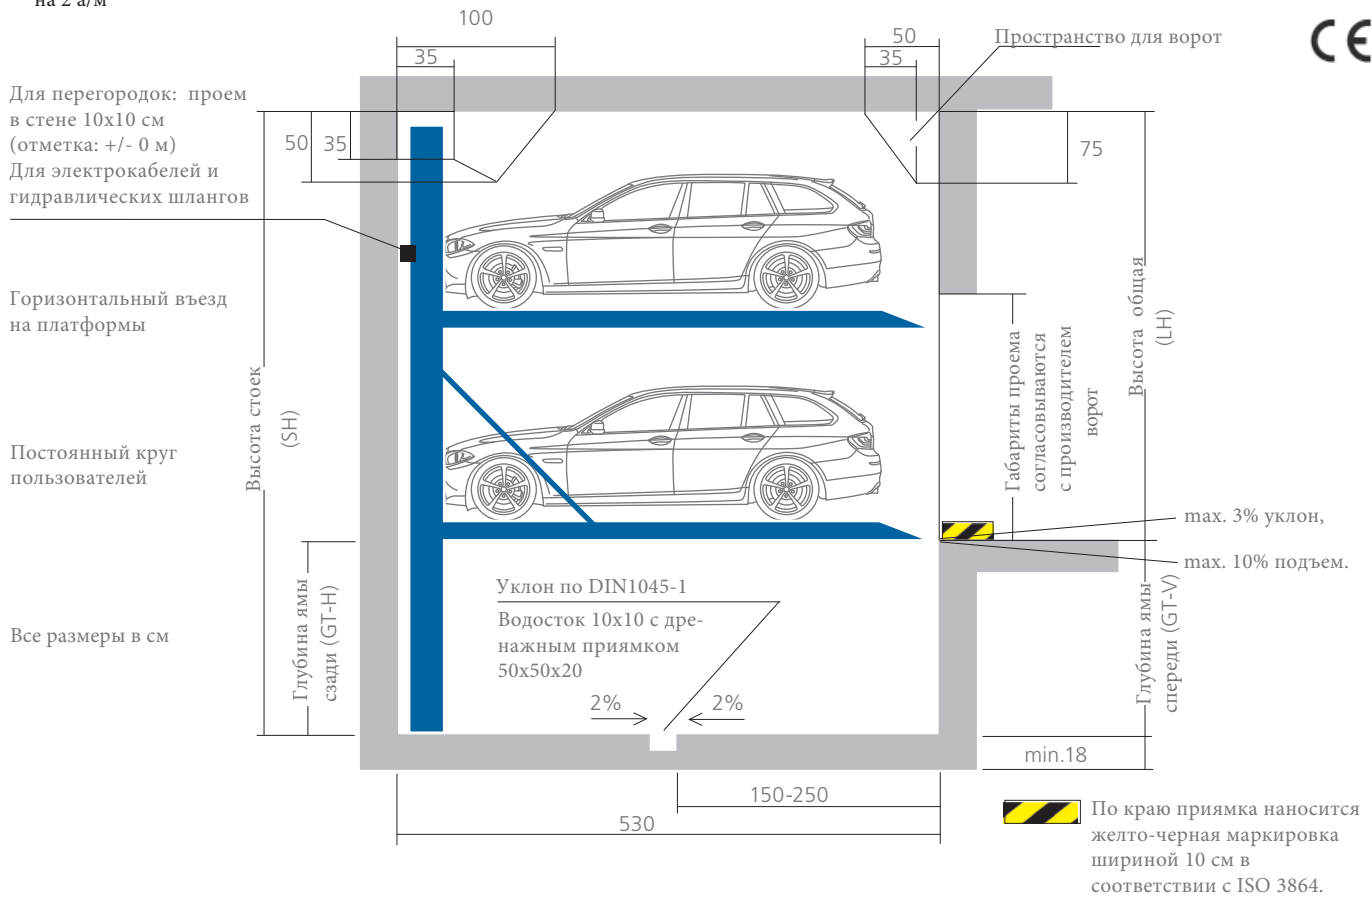 на 2 а/м
100
35
50
35
Пространство для ворот
CE
Для перегородок: проем
в стене 10x10 см
(отметка: +/- 0 м)
Для электрокабелей и
гидравлических шлангов
50
35
75
Горизонтальный въезд
на платформы
Постоянный круг
пользователей
Все размеры в см
Высота стоек
(SH)
Глубина ямы
сзади (GT-H)
Габариты проема
согласовываются
с производителем
ворот
Высота общая
(LH)
Глубина ямы
спереди (GT-V)
max. 3% уклон,
max. 10% подъем.
Уклон по DIN1045-1
Водосток 10x10 с дре-
нажным приямком
50x50x20
2%
2%
min.18
150-250
530
По краю приямка наносится
желто-черная маркировка
шириной 10 см в
соответствии с ISO 3864.